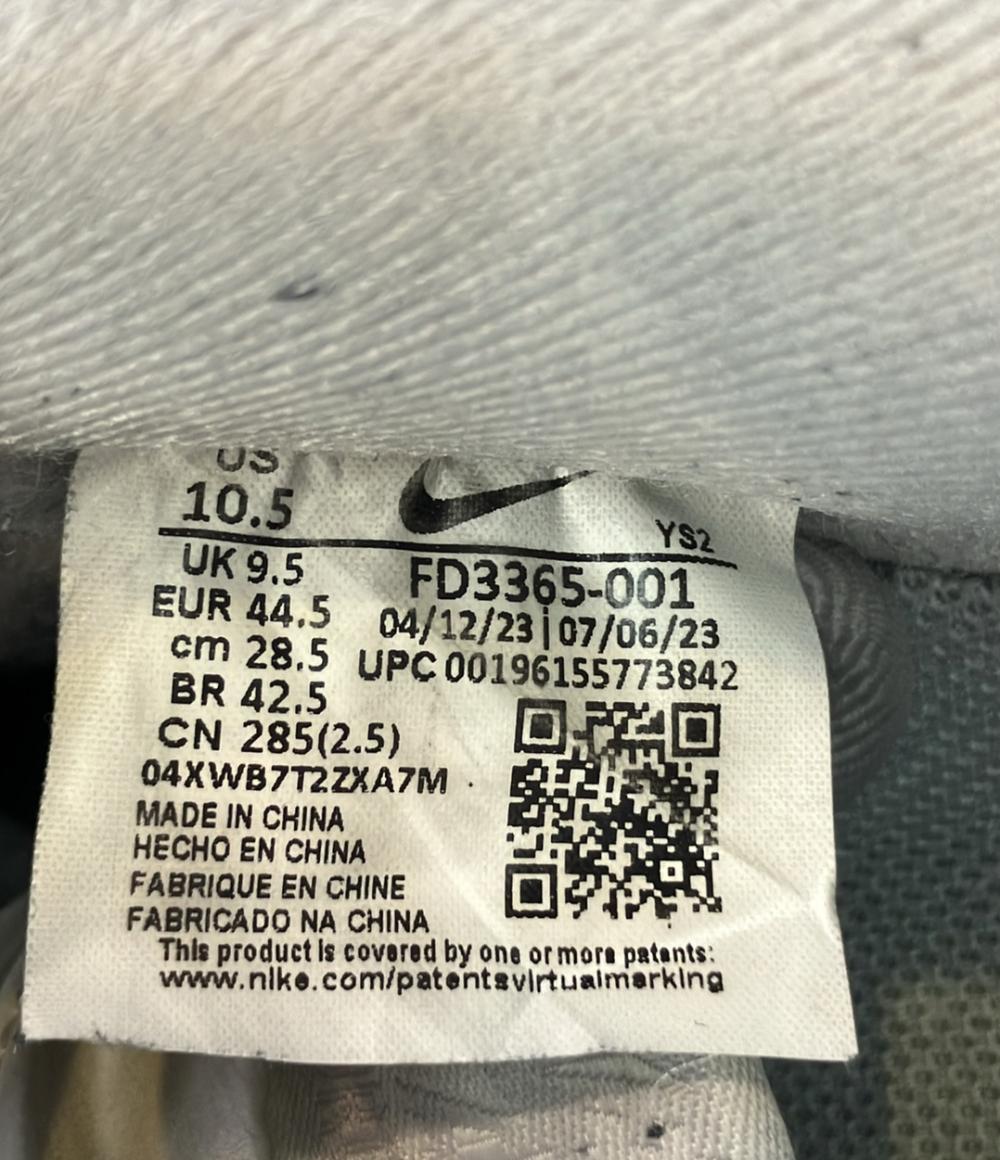 US
10.5
YS2
UK 9.5
FD3365-001
EUR 44.5
04/12/23|07/06/23
cm 28.5
UPC 00196155773842
BR 42.5
CN 285(2.5)
04XWB7T2ZXA7M
MADE IN CHINA
HECHO EN CHINA
FABRIQUE EN CHINE
FABRICADO NA CHINA
This product is covered by one or more patents:
www.nike.com/patentsvirtualmarking